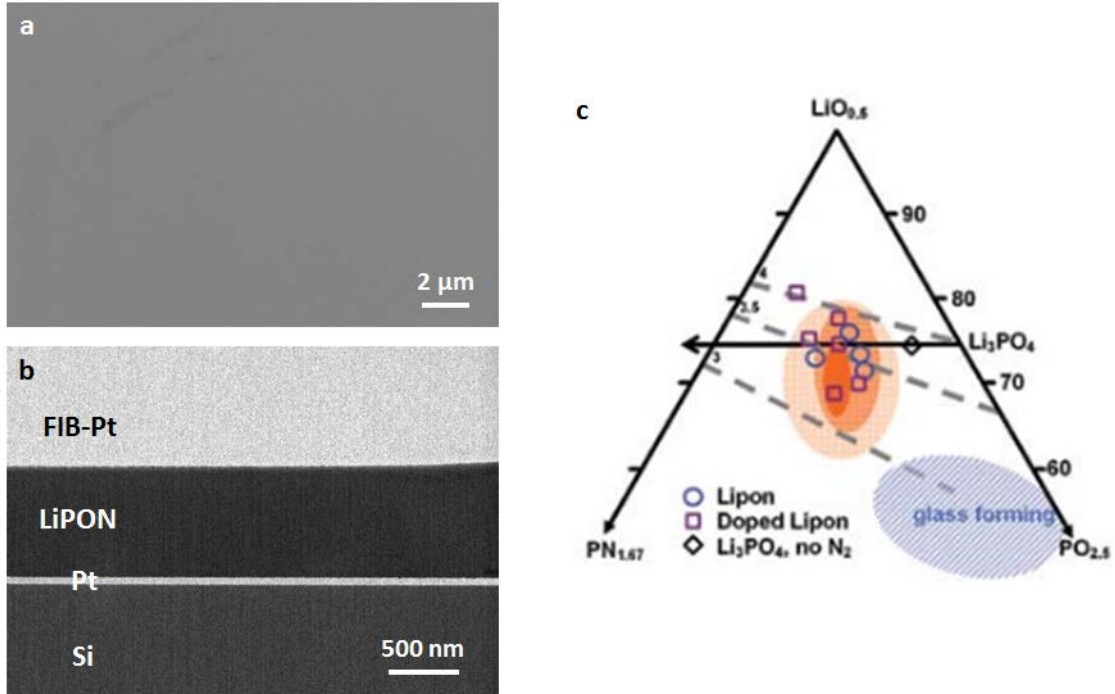 a
2 μm
b
FIB-Pt
LiPON
Pt
Si
500 nm
c
LiO₀.₅
90
80
4
3.5
Li₃PO₄
3
70
60
Lipon
Doped Lipon
Li₃PO₄, no N₂
glass forming
PN₁.₆₇
PO₂.₅